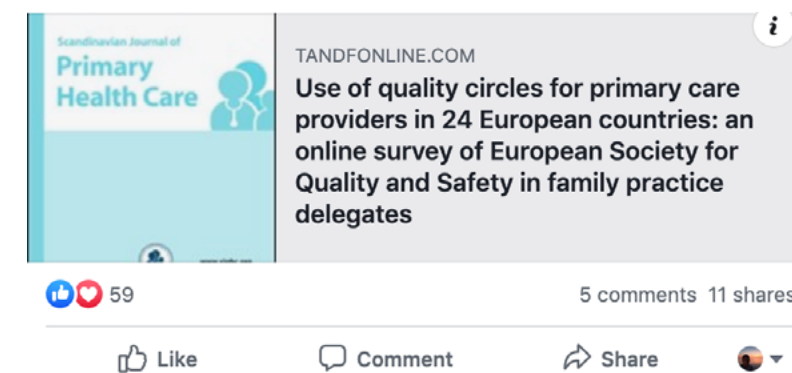 Scandinavian Journal of
Primary
Health Care
i
TANDFONLINE.COM
Use of quality circles for primary care
providers in 24 European countries: an
online survey of European Society for
Quality and Safety in family practice
delegates
59
5 comments 11 shares
Like
Comment
Share